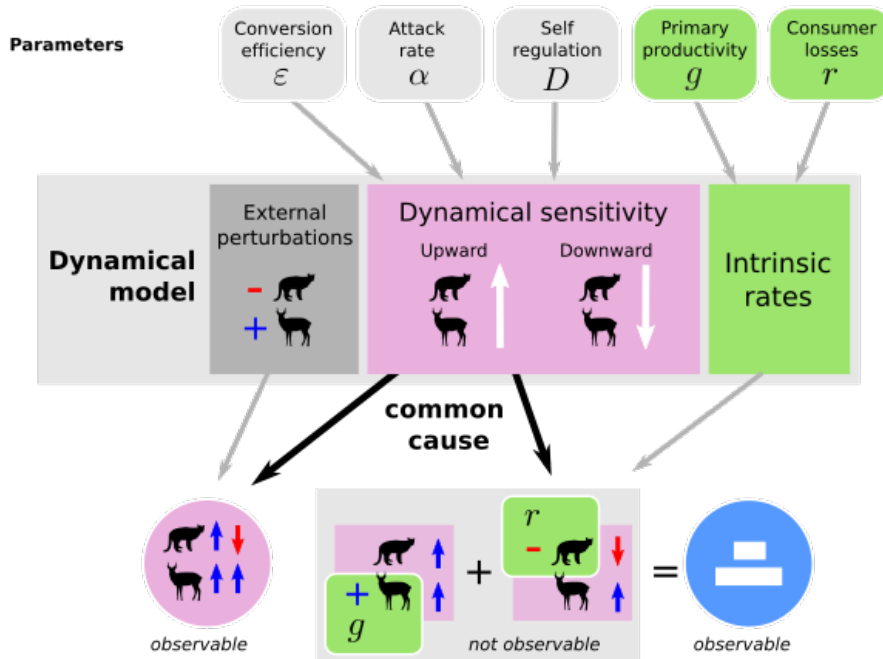 Parameters
Conversion
efficiency
ε
Attack
rate
α
Self
regulation
D
Primary
productivity
g
Consumer
losses
r
Dynamical
model
External
perturbations
–
+
Dynamical sensitivity
Upward
Downward
Intrinsic
rates
common
cause
+
g
+
r
–
=
observable
not observable
observable